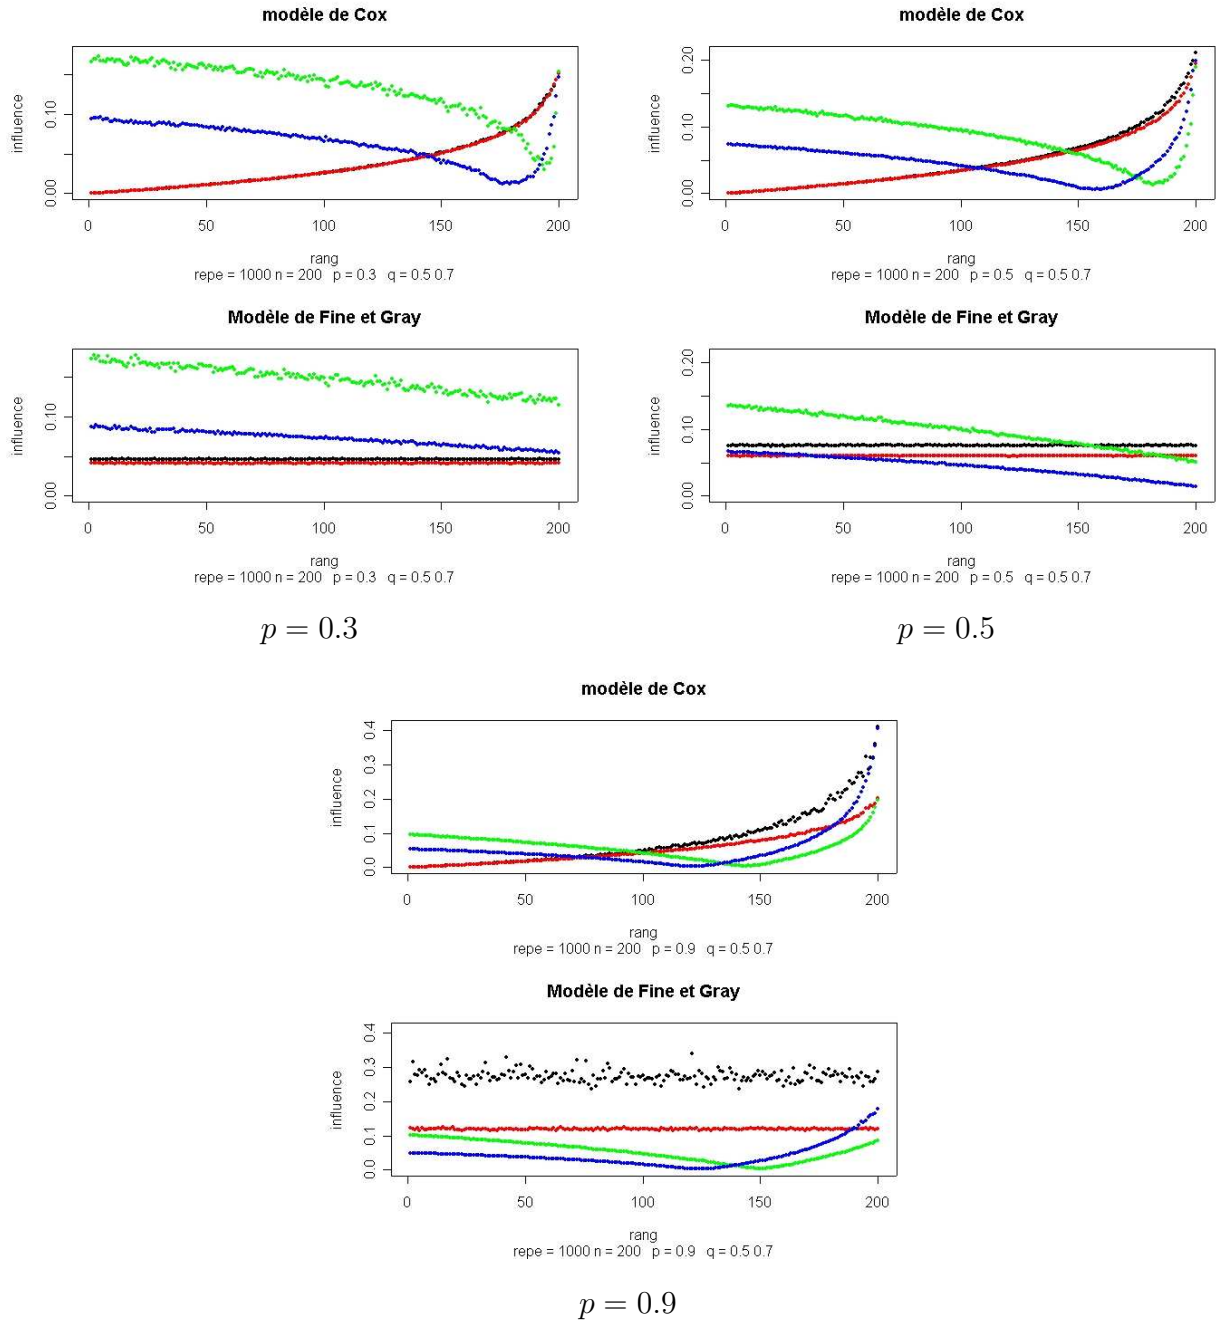 modèle de Cox
influence
0.00 0.10
0 50 100 150 200
rang
repe = 1000 n = 200 p = 0.3 q = 0.5 0.7
Modèle de Fine et Gray
influence
0.00 0.10
0 50 100 150 200
rang
repe = 1000 n = 200 p = 0.3 q = 0.5 0.7
p = 0.3
modèle de Cox
influence
0.00 0.10 0.20
0 50 100 150 200
rang
repe = 1000 n = 200 p = 0.5 q = 0.5 0.7
Modèle de Fine et Gray
influence
0.00 0.10 0.20
0 50 100 150 200
rang
repe = 1000 n = 200 p = 0.5 q = 0.5 0.7
p = 0.5
modèle de Cox
influence
0.0 0.1 0.2 0.3 0.4
0 50 100 150 200
rang
repe = 1000 n = 200 p = 0.9 q = 0.5 0.7
Modèle de Fine et Gray
influence
0.0 0.1 0.2 0.3 0.4
0 50 100 150 200
rang
repe = 1000 n = 200 p = 0.9 q = 0.5 0.7
p = 0.9